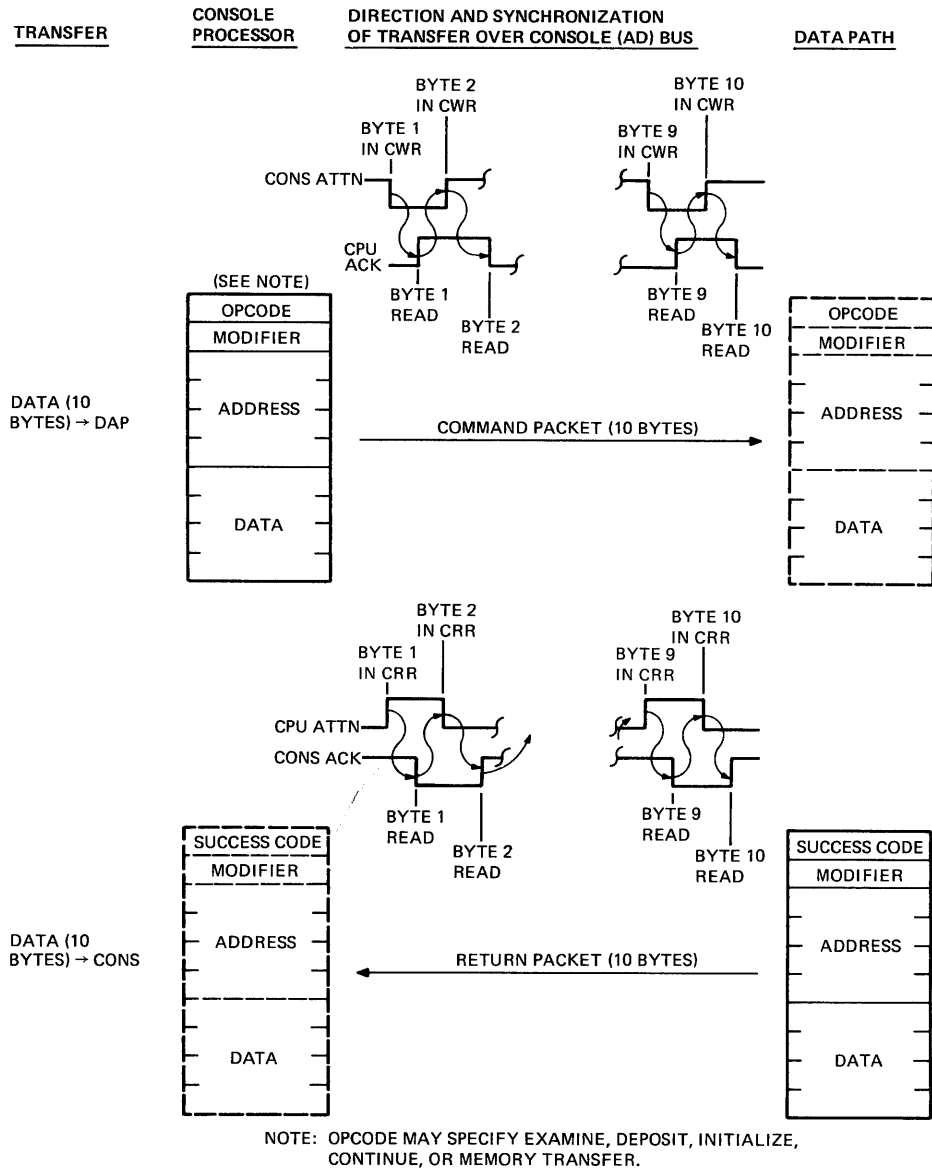 TRANSFER
CONSOLE
PROCESSOR
DIRECTION AND SYNCHRONIZATION
OF TRANSFER OVER CONSOLE (AD) BUS
DATA PATH
BYTE 2
IN CWR
BYTE 1
IN CWR
BYTE 10
IN CWR
BYTE 9
IN CWR
CONS ATTN
CPU
ACK
BYTE 1
READ
BYTE 2
READ
BYTE 9
READ
BYTE 10
READ
(SEE NOTE)
OPCODE
MODIFIER
ADDRESS
DATA
DATA (10
BYTES) → DAP
COMMAND PACKET (10 BYTES)
OPCODE
MODIFIER
ADDRESS
DATA
BYTE 2
IN CRR
BYTE 1
IN CRR
BYTE 10
IN CRR
BYTE 9
IN CRR
CPU ATTN
CONS ACK
BYTE 1
READ
BYTE 2
READ
BYTE 9
READ
BYTE 10
READ
SUCCESS CODE
MODIFIER
ADDRESS
DATA
DATA (10
BYTES) → CONS
RETURN PACKET (10 BYTES)
SUCCESS CODE
MODIFIER
ADDRESS
DATA
NOTE: OPCODE MAY SPECIFY EXAMINE, DEPOSIT, INITIALIZE,
CONTINUE, OR MEMORY TRANSFER.